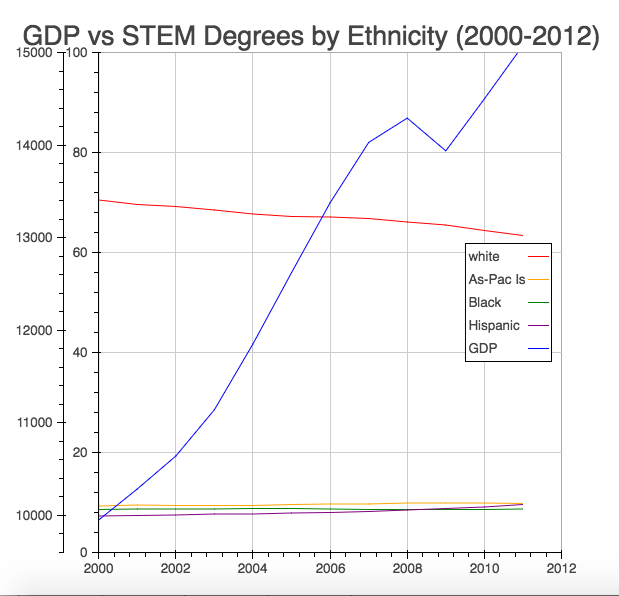 GDP vs STEM Degrees by Ethnicity (2000-2012)
15000
100
14000
80
13000
60
white
As-Pac Is
Black
Hispanic
GDP
12000
40
11000
20
10000
0
2000 2002 2004 2006 2008 2010 2012